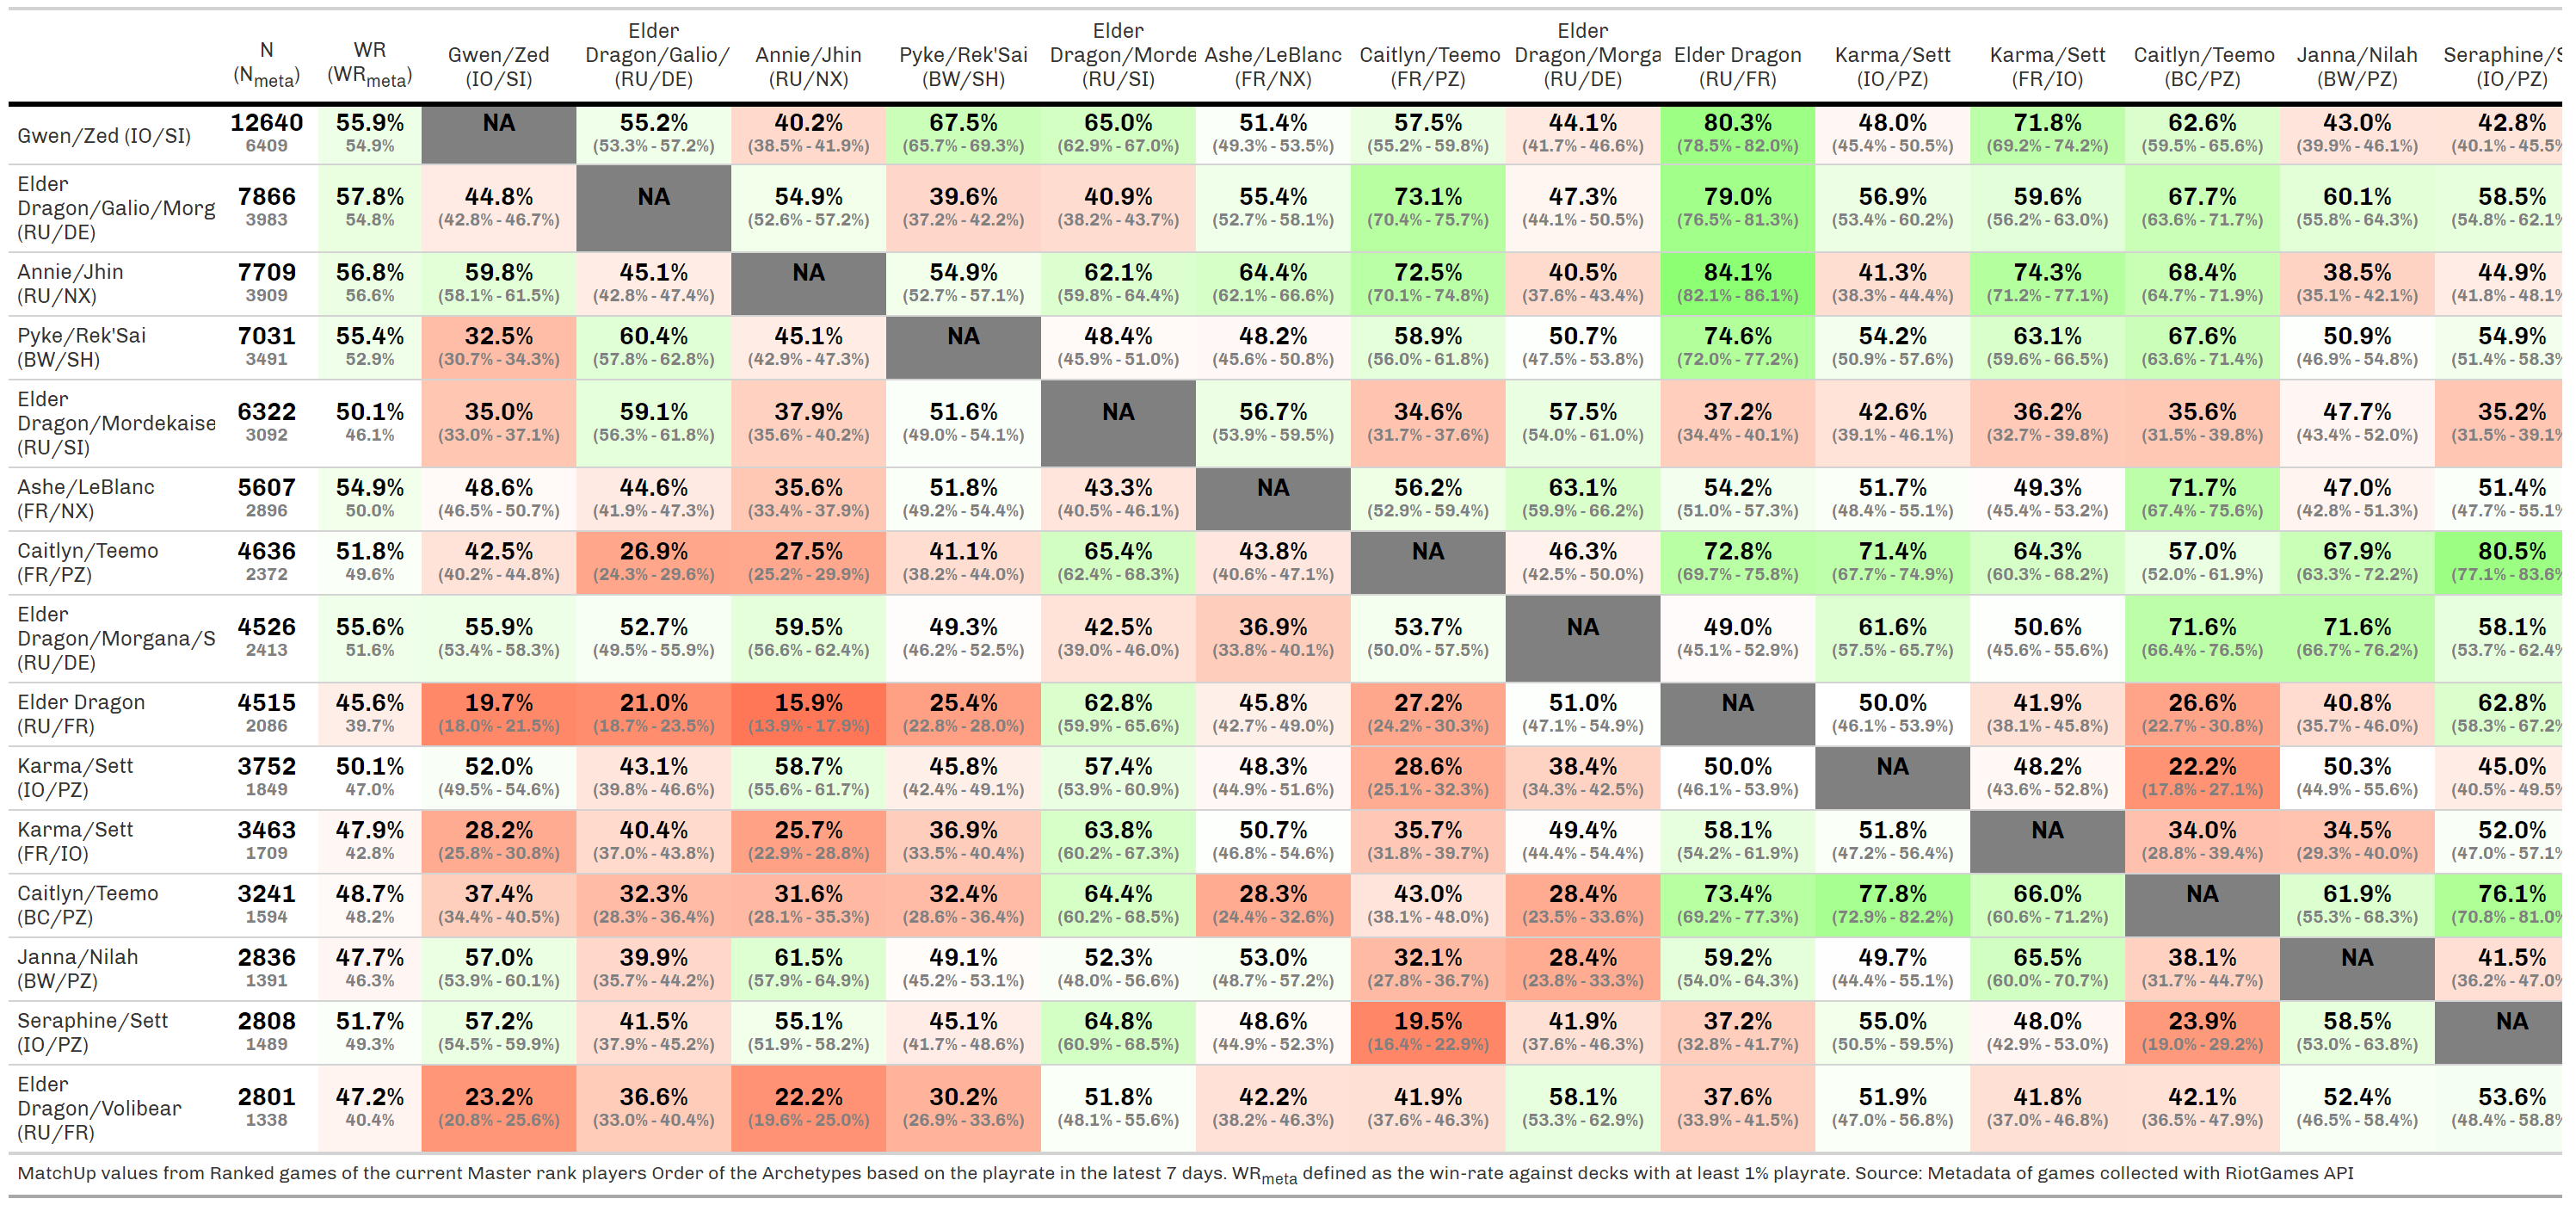 N (N_meta) WR (WR_meta) Gwen/Zed (IO/SI) Elder Dragon/Galio/ (RU/DE) Annie/Jhin (RU/NX) Pyke/Rek'Sai (BW/SH) Elder Dragon/Morde (RU/SI) Ashe/LeBlanc (FR/NX) Caitlyn/Teemo (FR/PZ) Elder Dragon/Morga (RU/DE) Elder Dragon (RU/FR) Karma/Sett (IO/PZ) Karma/Sett (FR/IO) Caitlyn/Teemo (BC/PZ) Janna/Nilah (BW/PZ) Seraphine/S (IO/PZ)
Gwen/Zed (IO/SI) 12640 55.9% NA 55.2% 40.2% 67.5% 65.0% 51.4% 57.5% 44.1% 80.3% 48.0% 71.8% 62.6% 43.0% 42.8%
6409 54.9% (53.3% - 57.2%) (38.5% - 41.9%) (65.7% - 69.3%) (62.9% - 67.0%) (49.3% - 53.5%) (55.2% - 59.8%) (41.7% - 46.6%) (78.5% - 82.0%) (45.4% - 50.5%) (69.2% - 74.2%) (59.5% - 65.6%) (39.9% - 46.1%) (40.1% - 45.5%
Elder Dragon/Galio/Morg (RU/DE) 7866 57.8% 44.8% NA 54.9% 39.6% 40.9% 55.4% 73.1% 47.3% 79.0% 56.9% 59.6% 67.7% 60.1% 58.5%
3983 54.8% (42.8% - 46.7%) (52.6% - 57.2%) (37.2% - 42.2%) (38.2% - 43.7%) (52.7% - 58.1%) (70.4% - 75.7%) (44.1% - 50.5%) (76.5% - 81.3%) (53.4% - 60.2%) (56.2% - 63.0%) (63.6% - 71.7%) (55.8% - 64.3%) (54.8% - 62.1%
Annie/Jhin (RU/NX) 7709 56.8% 59.8% 45.1% NA 54.9% 62.1% 64.4% 72.5% 40.5% 84.1% 41.3% 74.3% 68.4% 38.5% 44.9%
3909 56.6% (58.1% - 61.5%) (42.8% - 47.4%) (52.7% - 57.1%) (59.8% - 64.4%) (62.1% - 66.6%) (70.1% - 74.8%) (37.6% - 43.4%) (82.1% - 86.1%) (38.3% - 44.4%) (71.2% - 77.1%) (64.7% - 71.9%) (35.1% - 42.1%) (41.8% - 48.1%
Pyke/Rek'Sai (BW/SH) 7031 55.4% 32.5% 60.4% 45.1% NA 48.4% 48.2% 58.9% 50.7% 74.6% 54.2% 63.1% 67.6% 50.9% 54.9%
3491 52.9% (30.7% - 34.3%) (57.8% - 62.8%) (42.9% - 47.3%) (45.9% - 51.0%) (45.6% - 50.8%) (56.0% - 61.8%) (47.5% - 53.8%) (72.0% - 77.2%) (50.9% - 57.6%) (59.6% - 66.5%) (63.6% - 71.4%) (46.9% - 54.8%) (51.4% - 58.3%
Elder Dragon/Mordekaise (RU/SI) 6322 50.1% 35.0% 59.1% 37.9% 51.6% NA 56.7% 34.6% 57.5% 37.2% 42.6% 36.2% 35.6% 47.7% 35.2%
3092 46.1% (33.0% - 37.1%) (56.3% - 61.8%) (35.6% - 40.2%) (49.0% - 54.1%) (53.9% - 59.5%) (31.7% - 37.6%) (54.0% - 61.0%) (34.4% - 40.1%) (39.1% - 46.1%) (32.7% - 39.8%) (31.5% - 39.8%) (43.4% - 52.0%) (31.5% - 39.1%
Ashe/LeBlanc (FR/NX) 5607 54.9% 48.6% 44.6% 35.6% 51.8% 43.3% NA 56.2% 63.1% 54.2% 51.7% 49.3% 71.7% 47.0% 51.4%
2896 50.0% (46.5% - 50.7%) (41.9% - 47.3%) (33.4% - 37.9%) (49.2% - 54.4%) (40.5% - 46.1%) (52.9% - 59.4%) (59.9% - 66.2%) (51.0% - 57.3%) (48.4% - 55.1%) (45.4% - 53.2%) (67.4% - 75.6%) (42.8% - 51.3%) (47.7% - 55.1%
Caitlyn/Teemo (FR/PZ) 4636 51.8% 42.5% 26.9% 27.5% 41.1% 65.4% 43.8% NA 46.3% 72.8% 71.4% 64.3% 57.0% 67.9% 80.5%
2372 49.6% (40.2% - 44.8%) (24.3% - 29.6%) (25.2% - 29.9%) (38.2% - 44.0%) (62.4% - 68.3%) (40.6% - 47.1%) (42.5% - 50.0%) (69.7% - 75.8%) (67.7% - 74.9%) (60.3% - 68.2%) (52.0% - 61.9%) (63.3% - 72.2%) (77.1% - 83.6%
Elder Dragon/Morgana/S (RU/DE) 4526 55.6% 55.9% 52.7% 59.5% 49.3% 42.5% 36.9% 53.7% NA 49.0% 61.6% 50.6% 71.6% 71.6% 58.1%
2413 51.6% (53.4% - 58.3%) (49.5% - 55.9%) (56.6% - 62.4%) (46.2% - 52.5%) (39.0% - 46.0%) (33.8% - 40.1%) (50.0% - 57.5%) (45.1% - 52.9%) (57.5% - 65.7%) (45.6% - 55.6%) (66.4% - 76.5%) (66.7% - 76.2%) (53.7% - 62.4%
Elder Dragon (RU/FR) 4515 45.6% 19.7% 21.0% 15.9% 25.4% 62.8% 45.8% 27.2% 51.0% NA 50.0% 41.9% 26.6% 40.8% 62.8%
2086 39.7% (18.0% - 21.5%) (18.7% - 23.5%) (13.9% - 17.9%) (22.8% - 28.0%) (59.9% - 65.6%) (42.7% - 49.0%) (24.2% - 30.3%) (47.1% - 54.9%) (46.1% - 53.9%) (38.1% - 45.8%) (22.7% - 30.8%) (35.7% - 46.0%) (58.3% - 67.2%
Karma/Sett (IO/PZ) 3752 50.1% 52.0% 43.1% 58.7% 45.8% 57.4% 48.3% 28.6% 38.4% 50.0% NA 48.2% 22.2% 50.3% 45.0%
1849 47.0% (49.5% - 54.6%) (39.8% - 46.6%) (55.6% - 61.7%) (42.4% - 49.1%) (53.9% - 60.9%) (44.9% - 51.6%) (25.1% - 32.3%) (34.3% - 42.5%) (46.1% - 53.9%) (43.6% - 52.8%) (17.8% - 27.1%) (44.9% - 55.6%) (40.5% - 49.5%
Karma/Sett (FR/IO) 3463 47.9% 28.2% 40.4% 25.7% 36.9% 63.8% 50.7% 35.7% 49.4% 58.1% 51.8% NA 34.0% 34.5% 52.0%
1709 42.8% (25.8% - 30.8%) (37.0% - 43.8%) (22.9% - 28.8%) (33.5% - 40.4%) (60.2% - 67.3%) (46.8% - 54.6%) (31.8% - 39.7%) (44.4% - 54.4%) (54.2% - 61.9%) (47.2% - 56.4%) (28.8% - 39.4%) (29.3% - 40.0%) (47.0% - 57.1%
Caitlyn/Teemo (BC/PZ) 3241 48.7% 37.4% 32.3% 31.6% 32.4% 64.4% 28.3% 43.0% 28.4% 73.4% 77.8% 66.0% NA 61.9% 76.1%
1594 48.2% (34.4% - 40.5%) (28.3% - 36.4%) (28.1% - 35.3%) (28.6% - 36.4%) (60.2% - 68.5%) (24.4% - 32.6%) (38.1% - 48.0%) (23.5% - 33.6%) (69.2% - 77.3%) (72.9% - 82.2%) (60.6% - 71.2%) (55.3% - 68.3%) (70.8% - 81.0%
Janna/Nilah (BW/PZ) 2836 47.7% 57.0% 39.9% 61.5% 49.1% 52.3% 53.0% 32.1% 28.4% 59.2% 49.7% 65.5% 38.1% NA 41.5%
1391 46.3% (53.9% - 60.1%) (35.7% - 44.2%) (57.9% - 64.9%) (45.2% - 53.1%) (48.0% - 56.6%) (48.7% - 57.2%) (27.8% - 36.7%) (23.8% - 33.3%) (54.0% - 64.3%) (44.4% - 55.1%) (60.0% - 70.7%) (31.7% - 44.7%) (36.2% - 47.0%
Seraphine/Sett (IO/PZ) 2808 51.7% 57.2% 41.5% 55.1% 45.1% 64.8% 48.6% 19.5% 41.9% 37.2% 55.0% 48.0% 23.9% 58.5% NA
1489 49.3% (54.5% - 59.9%) (37.9% - 45.2%) (51.9% - 58.2%) (41.7% - 48.6%) (60.9% - 68.5%) (44.9% - 52.3%) (16.4% - 22.9%) (37.6% - 46.3%) (32.8% - 41.7%) (50.5% - 59.5%) (42.9% - 53.0%) (19.0% - 29.2%) (53.0% - 63.8%)
Elder Dragon/Volibear (RU/FR) 2801 47.2% 23.2% 36.6% 22.2% 30.2% 51.8% 42.2% 41.9% 58.1% 37.6% 51.9% 41.8% 42.1% 52.4% 53.6%
1338 40.4% (20.8% - 25.6%) (33.0% - 40.4%) (19.6% - 25.0%) (26.9% - 33.6%) (48.1% - 55.6%) (38.2% - 46.3%) (37.6% - 46.3%) (53.3% - 62.9%) (33.9% - 41.5%) (47.0% - 56.8%) (37.0% - 46.8%) (36.5% - 47.9%) (46.5% - 58.4%) (48.4% - 58.8%
MatchUp values from Ranked games of the current Master rank players Order of the Archetypes based on the playrate in the latest 7 days. WR_meta defined as the win-rate against decks with at least 1% playrate. Source: Metadata of games collected with RiotGames API